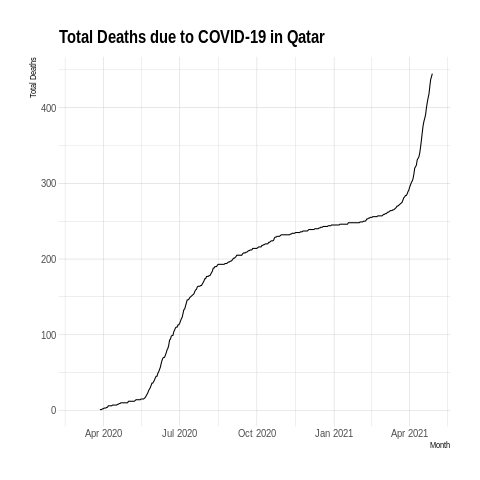 Total Deaths due to COVID-19 in Qatar
Total Deaths
400
300
200
100
0
Apr 2020 Jul 2020 Oct 2020 Jan 2021 Apr 2021
Month